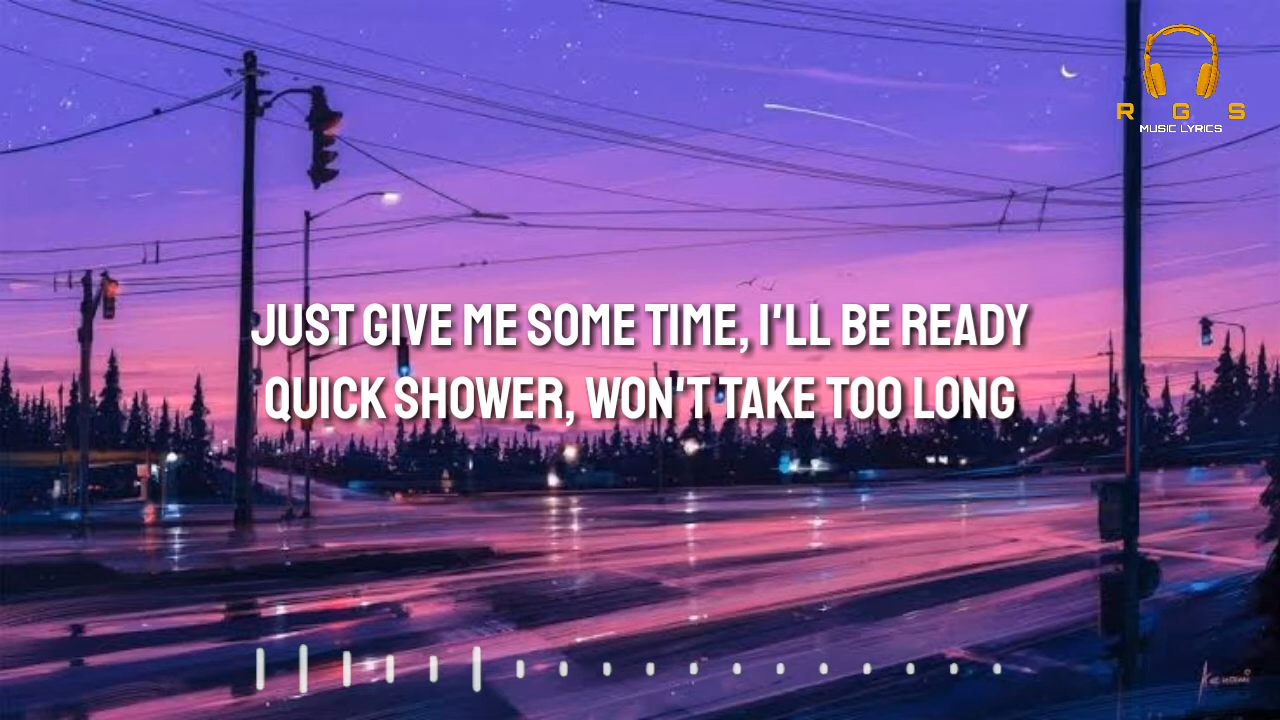 R G S
MUSIC LYRICS
JUST GIVE ME SOME TIME, I'LL BE READY
QUICK SHOWER, WON'T TAKE TOO LONG